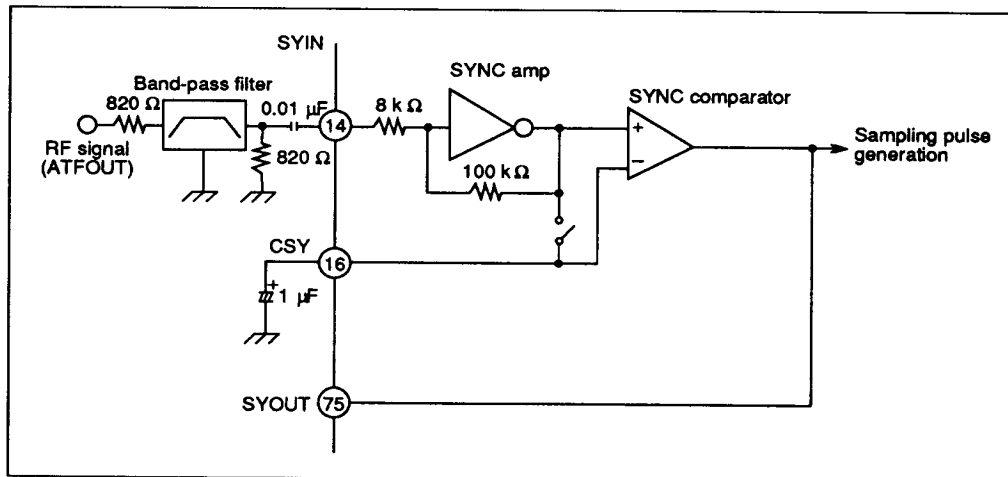 SYIN
SYNC amp
Band-pass filter
SYNC comparator
820 Ω
0.01 µF
8 kΩ
14
+
Sampling pulse
generation
RF signal
(ATFOUT)
820 Ω
100 kΩ
−
CSY
16
+
1 µF
SYOUT
75